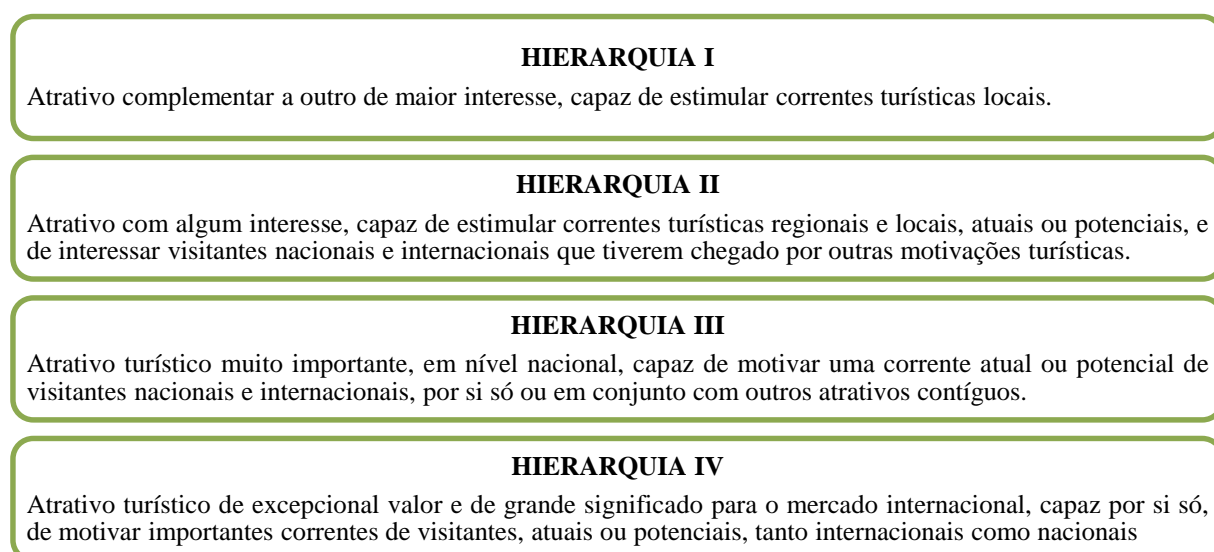 HIERARQUIA I
Atrativo complementar a outro de maior interesse, capaz de estimular correntes turísticas locais.
HIERARQUIA II
Atrativo com algum interesse, capaz de estimular correntes turísticas regionais e locais, atuais ou potenciais, e
de interessar visitantes nacionais e internacionais que tiverem chegado por outras motivações turísticas.
HIERARQUIA III
Atrativo turístico muito importante, em nível nacional, capaz de motivar uma corrente atual ou potencial de
visitantes nacionais e internacionais, por si só ou em conjunto com outros atrativos contíguos.
HIERARQUIA IV
Atrativo turístico de excepcional valor e de grande significado para o mercado internacional, capaz por si só,
de motivar importantes correntes de visitantes, atuais ou potenciais, tanto internacionais como nacionais